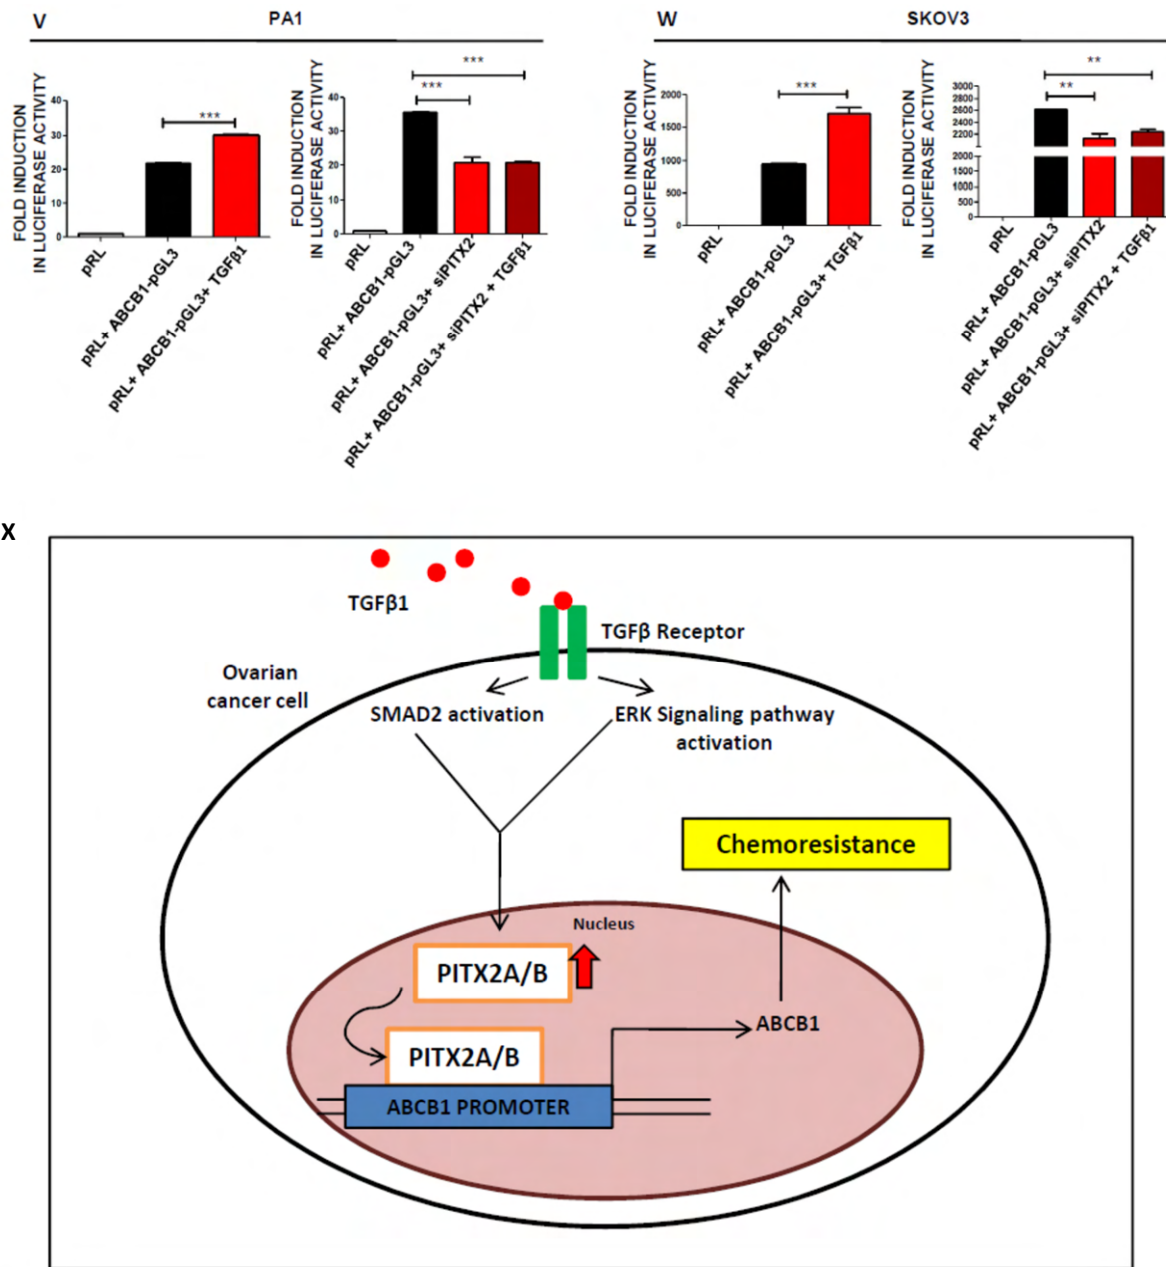 V
PA1
W
SKOV3
FOLD INDUCTION
IN LUCIFERASE ACTIVITY
40
30
20
10
0
***
pRL
pRL+ ABCB1-pGL3
pRL+ ABCB1-pGL3+ TGFβ1
FOLD INDUCTION
IN LUCIFERASE ACTIVITY
40
30
20
10
0
***
***
pRL
pRL+ ABCB1-pGL3
pRL+ ABCB1-pGL3+ siPITX2
pRL+ ABCB1-pGL3+ siPITX2 + TGFβ1
FOLD INDUCTION
IN LUCIFERASE ACTIVITY
2000
1500
1000
500
0
***
pRL
pRL+ ABCB1-pGL3
pRL+ ABCB1-pGL3+ TGFβ1
FOLD INDUCTION
IN LUCIFERASE ACTIVITY
3000
2800
2600
2400
2200
2000
1500
1000
500
0
**
**
pRL
pRL+ ABCB1-pGL3
pRL+ ABCB1-pGL3+ siPITX2
pRL+ ABCB1-pGL3+ siPITX2 + TGFβ1
X
TGFβ1
TGFβ Receptor
Ovarian
cancer cell
SMAD2 activation
ERK Signaling pathway
activation
Chemoresistance
Nucleus
PITX2A/B
ABCB1
PITX2A/B
ABCB1 PROMOTER